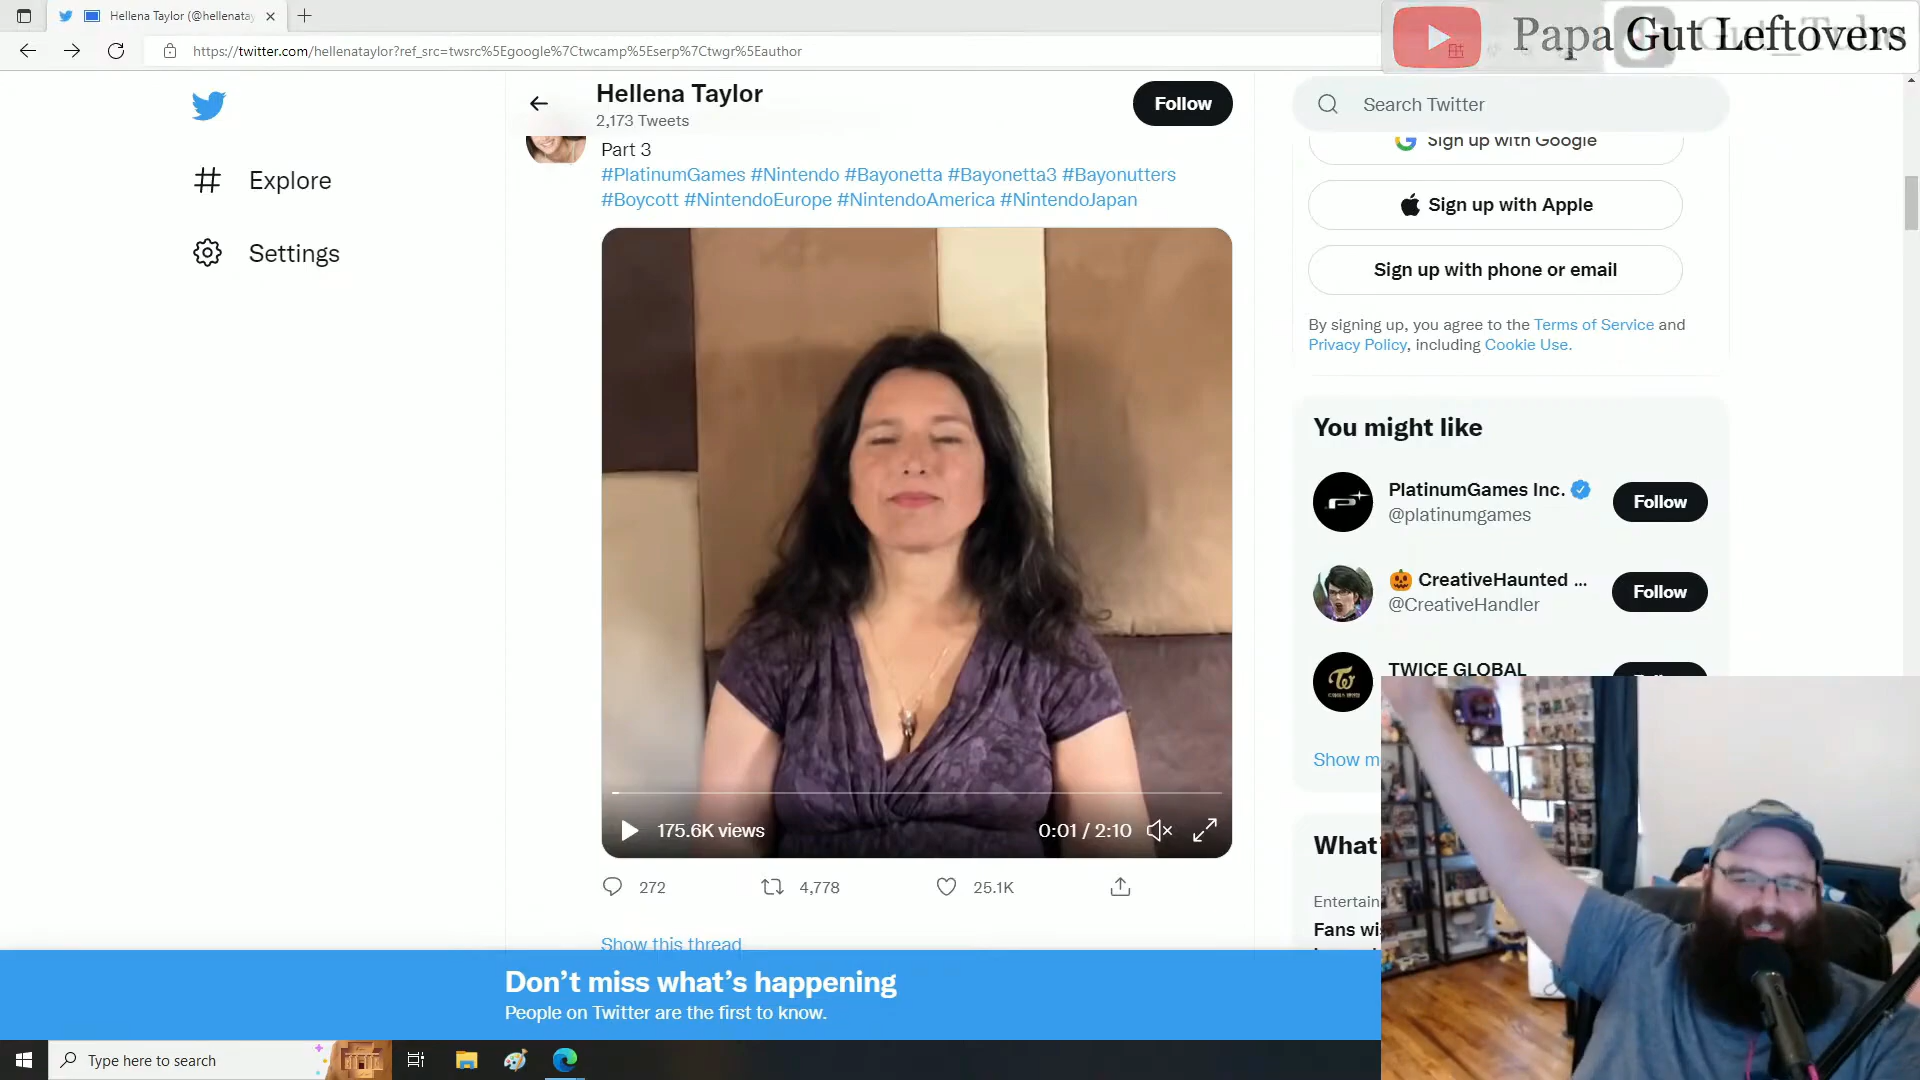 Hellena Taylor (@hellenatay
https://twitter.com/hellenataylor?ref_src=twsrc%5Egoogle%7Ctwcamp%5Eserp%7Ctwgr%5Eauthor
Papa Gut Leftovers
Explore
Settings
Hellena Taylor
2,173 Tweets
Follow
Part 3
#PlatinumGames #Nintendo #Bayonetta #Bayonetta3 #Bayonutters
#Boycott #NintendoEurope #NintendoAmerica #NintendoJapan
175.6K views
0:01 / 2:10
272
4,778
25.1K
Show this thread
Search Twitter
Sign up with Google
Sign up with Apple
Sign up with phone or email
By signing up, you agree to the Terms of Service and
Privacy Policy, including Cookie Use.
You might like
PlatinumGames Inc.
@platinumgames
Follow
CreativeHaunted ...
@CreativeHandler
Follow
TWICE GLOBAL
Show m
What'
Entertain
Fans wi
Don't miss what's happening
People on Twitter are the first to know.
Type here to search